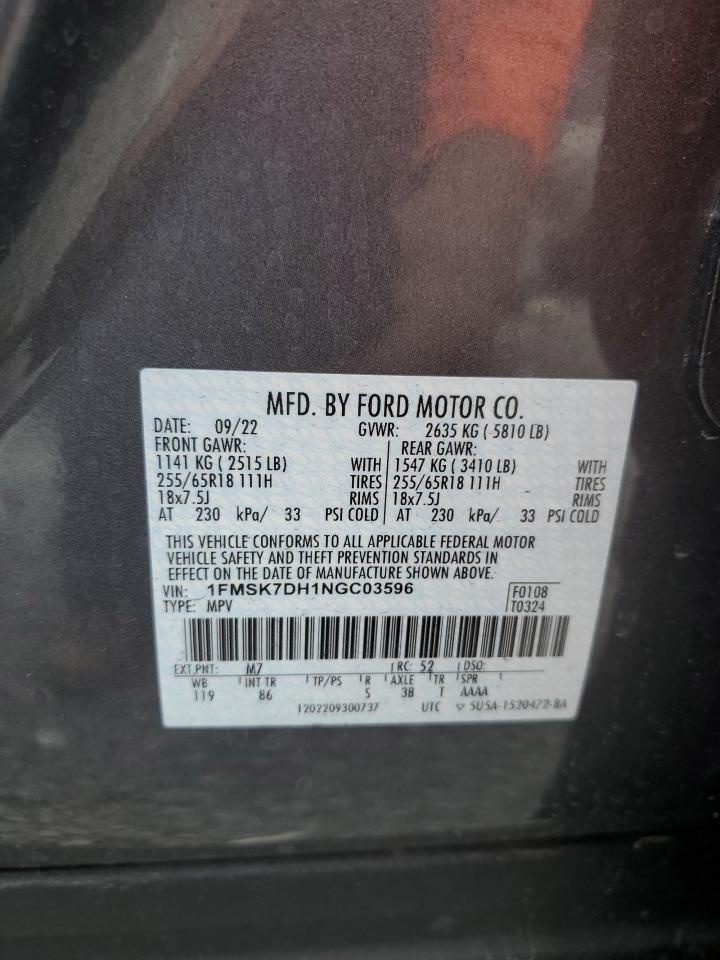 MFD. BY FORD MOTOR CO.
DATE: 09/22 GVWR: 2635 KG ( 5810 LB)
FRONT GAWR: REAR GAWR:
1141 KG ( 2515 LB) WITH 1547 KG ( 3410 LB) WITH
255/65R18 111H TIRES 255/65R18 111H TIRES
18x7.5J RIMS 18x7.5J RIMS
AT 230 kPa/ 33 PSI COLD AT 230 kPa/ 33 PSI COLD
THIS VEHICLE CONFORMS TO ALL APPLICABLE FEDERAL MOTOR
VEHICLE SAFETY AND THEFT PREVENTION STANDARDS IN
EFFECT ON THE DATE OF MANUFACTURE SHOWN ABOVE.
VIN: 1FMSK7DH1NGC03596 F0108
TYPE: MPV T0324
EXT PNT: M7 RC: 52 DSO:
WB INT TR TP/PS R AXLE TR SPR
119 86 S 3B T AAAA
1202209300737 UTC ▽ 5U5A-1520472-BA